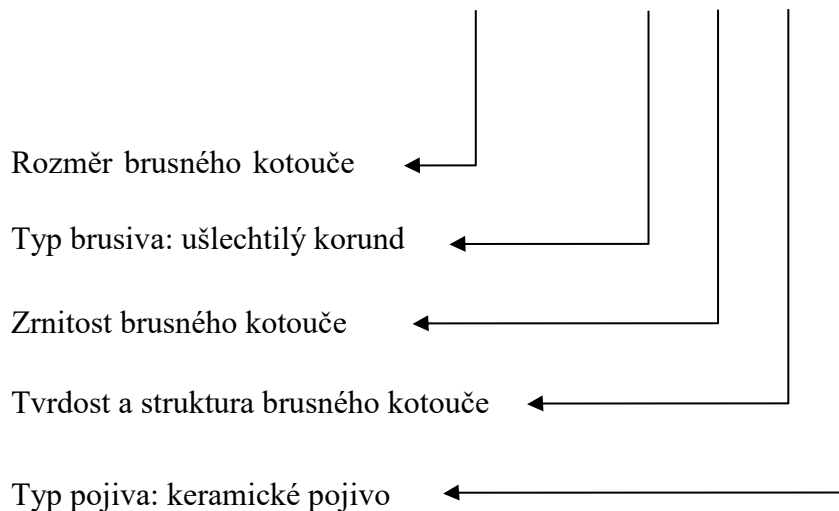 Rozměr brusného kotouče
Typ brusiva: ušlechtilý korund
Zrnitost brusného kotouče
Tvrdost a struktura brusného kotouče
Typ pojiva: keramické pojivo